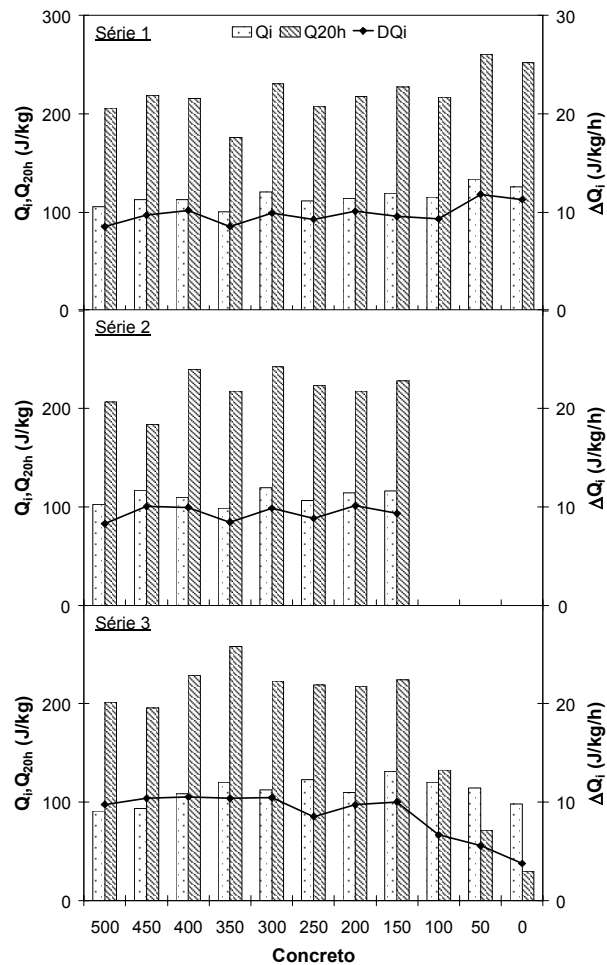 Série 1
Qi Q20h DQi
300
200
100
0
Qi,Q20h (J/kg)
30
20
10
0
ΔQi (J/kg/h)
Série 2
200
100
0
Qi,Q20h (J/kg)
20
10
0
ΔQi (J/kg/h)
Série 3
200
100
0
Qi,Q20h (J/kg)
20
10
0
ΔQi (J/kg/h)
500 450 400 350 300 250 200 150 100 50 0
Concreto